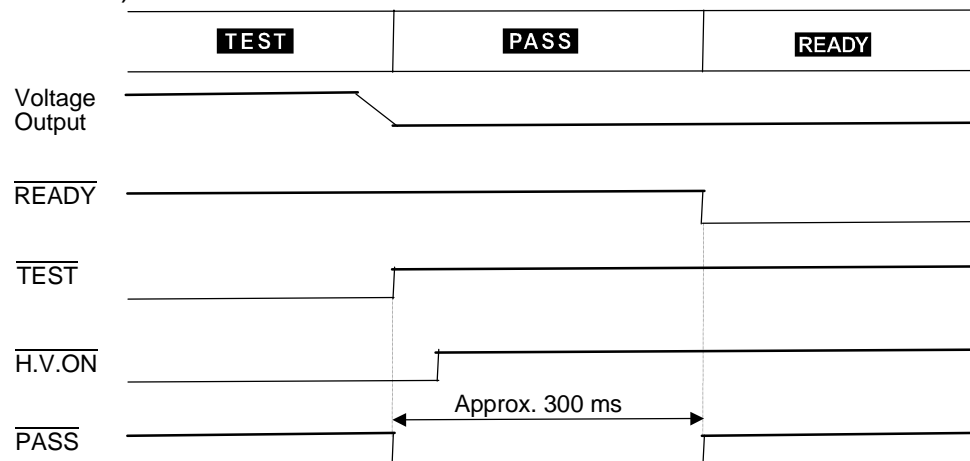 TEST PASS READY
Voltage
Output
READY
TEST
H.V.ON
Approx. 300 ms
PASS